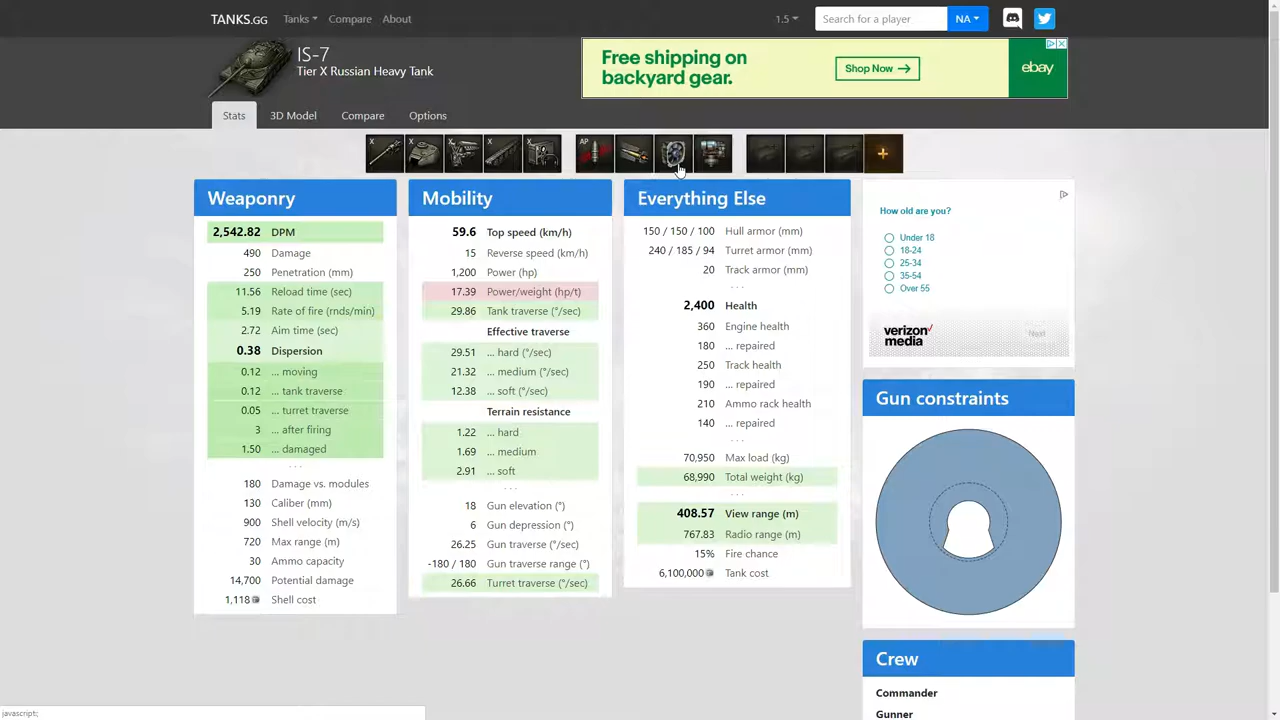 TANKS.GG
Tanks
Compare
About
1.5
Search for a player
NA
IS-7
Tier X Russian Heavy Tank
Free shipping on
backyard gear.
Shop Now →
ebay
Stats
3D Model
Compare
Options
X
X
X
X
X
AP
+
Weaponry
2,542.82 DPM
490 Damage
250 Penetration (mm)
11.56 Reload time (sec)
5.19 Rate of fire (rnds/min)
2.72 Aim time (sec)
0.38 Dispersion
0.12 ... moving
0.12 ... tank traverse
0.05 ... turret traverse
3 ... after firing
1.50 ... damaged
...
180 Damage vs. modules
130 Caliber (mm)
900 Shell velocity (m/s)
720 Max range (m)
30 Ammo capacity
14,700 Potential damage
1,118 Shell cost
Mobility
59.6 Top speed (km/h)
15 Reverse speed (km/h)
1,200 Power (hp)
17.39 Power/weight (hp/t)
29.86 Tank traverse (°/sec)
Effective traverse
29.51 ... hard (°/sec)
21.32 ... medium (°/sec)
12.38 ... soft (°/sec)
Terrain resistance
1.22 ... hard
1.69 ... medium
2.91 ... soft
...
18 Gun elevation (°)
6 Gun depression (°)
26.25 Gun traverse (°/sec)
-180 / 180 Gun traverse range (°)
26.66 Turret traverse (°/sec)
Everything Else
150 / 150 / 100 Hull armor (mm)
240 / 185 / 94 Turret armor (mm)
20 Track armor (mm)
...
2,400 Health
360 Engine health
180 ... repaired
250 Track health
190 ... repaired
210 Ammo rack health
140 ... repaired
...
70,950 Max load (kg)
68,990 Total weight (kg)
...
408.57 View range (m)
767.83 Radio range (m)
15% Fire chance
6,100,000 Tank cost
How old are you?
Under 18
18-24
25-34
35-54
Over 55
verizon✓
media
Next
Gun constraints
Crew
Commander
Gunner
javascript:;